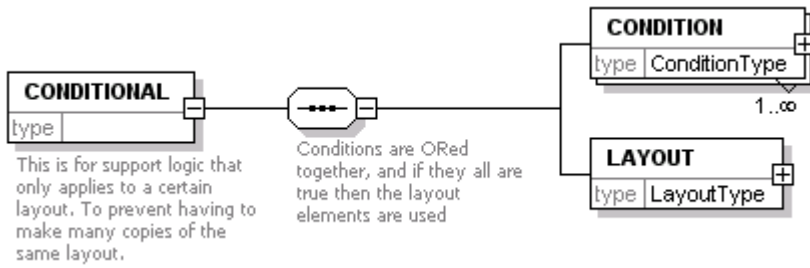 CONDITIONAL
type
This is for support logic that
only applies to a certain
layout. To prevent having to
make many copies of the
same layout.
Conditions are ORed
together, and if they all are
true then the layout
elements are used
CONDITION
type ConditionType
1..∞
LAYOUT
type LayoutType